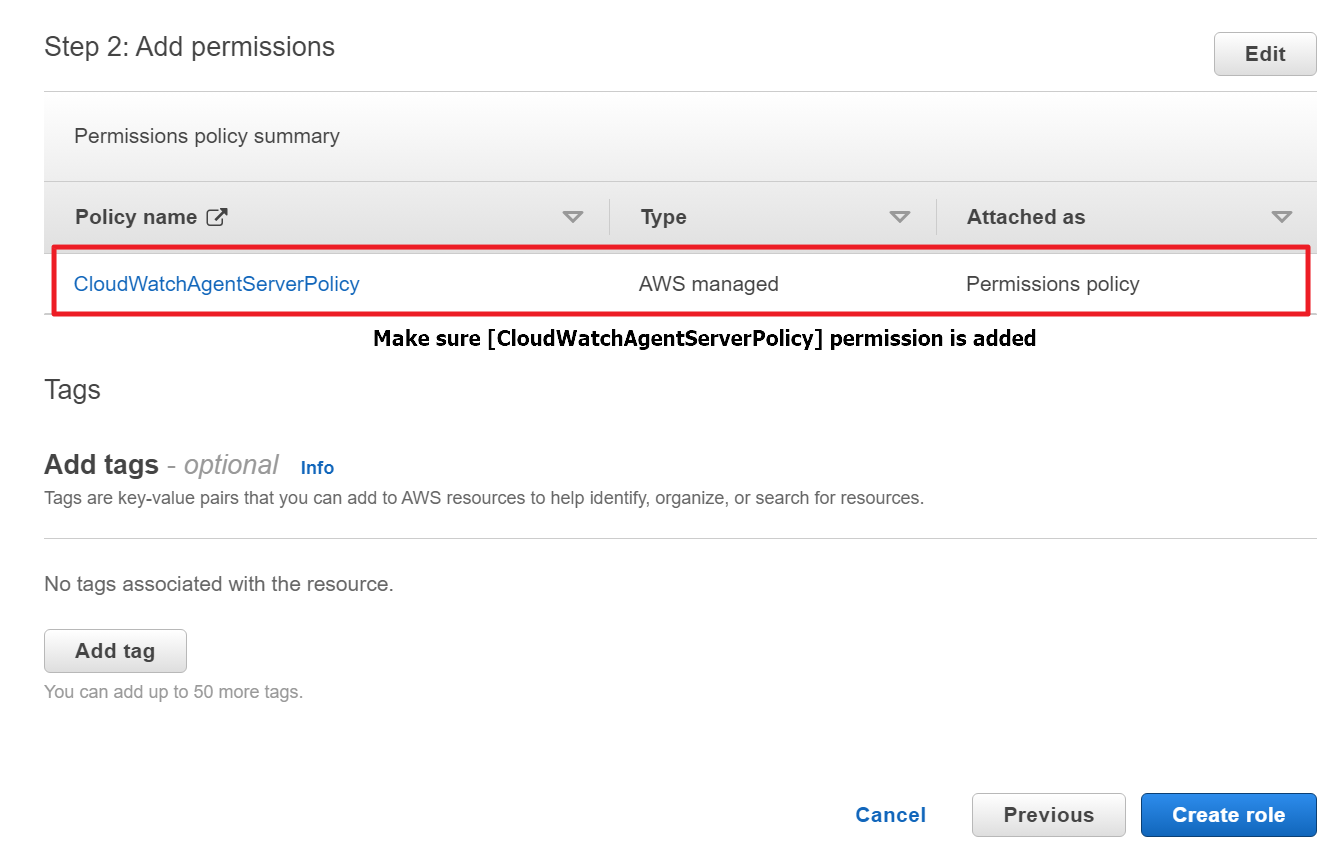 Step 2: Add permissions
Edit
Permissions policy summary
Policy name
Type
Attached as
CloudWatchAgentServerPolicy
AWS managed
Permissions policy
Make sure [CloudWatchAgentServerPolicy] permission is added
Tags
Add tags - optional Info
Tags are key-value pairs that you can add to AWS resources to help identify, organize, or search for resources.
No tags associated with the resource.
Add tag
You can add up to 50 more tags.
Cancel
Previous
Create role